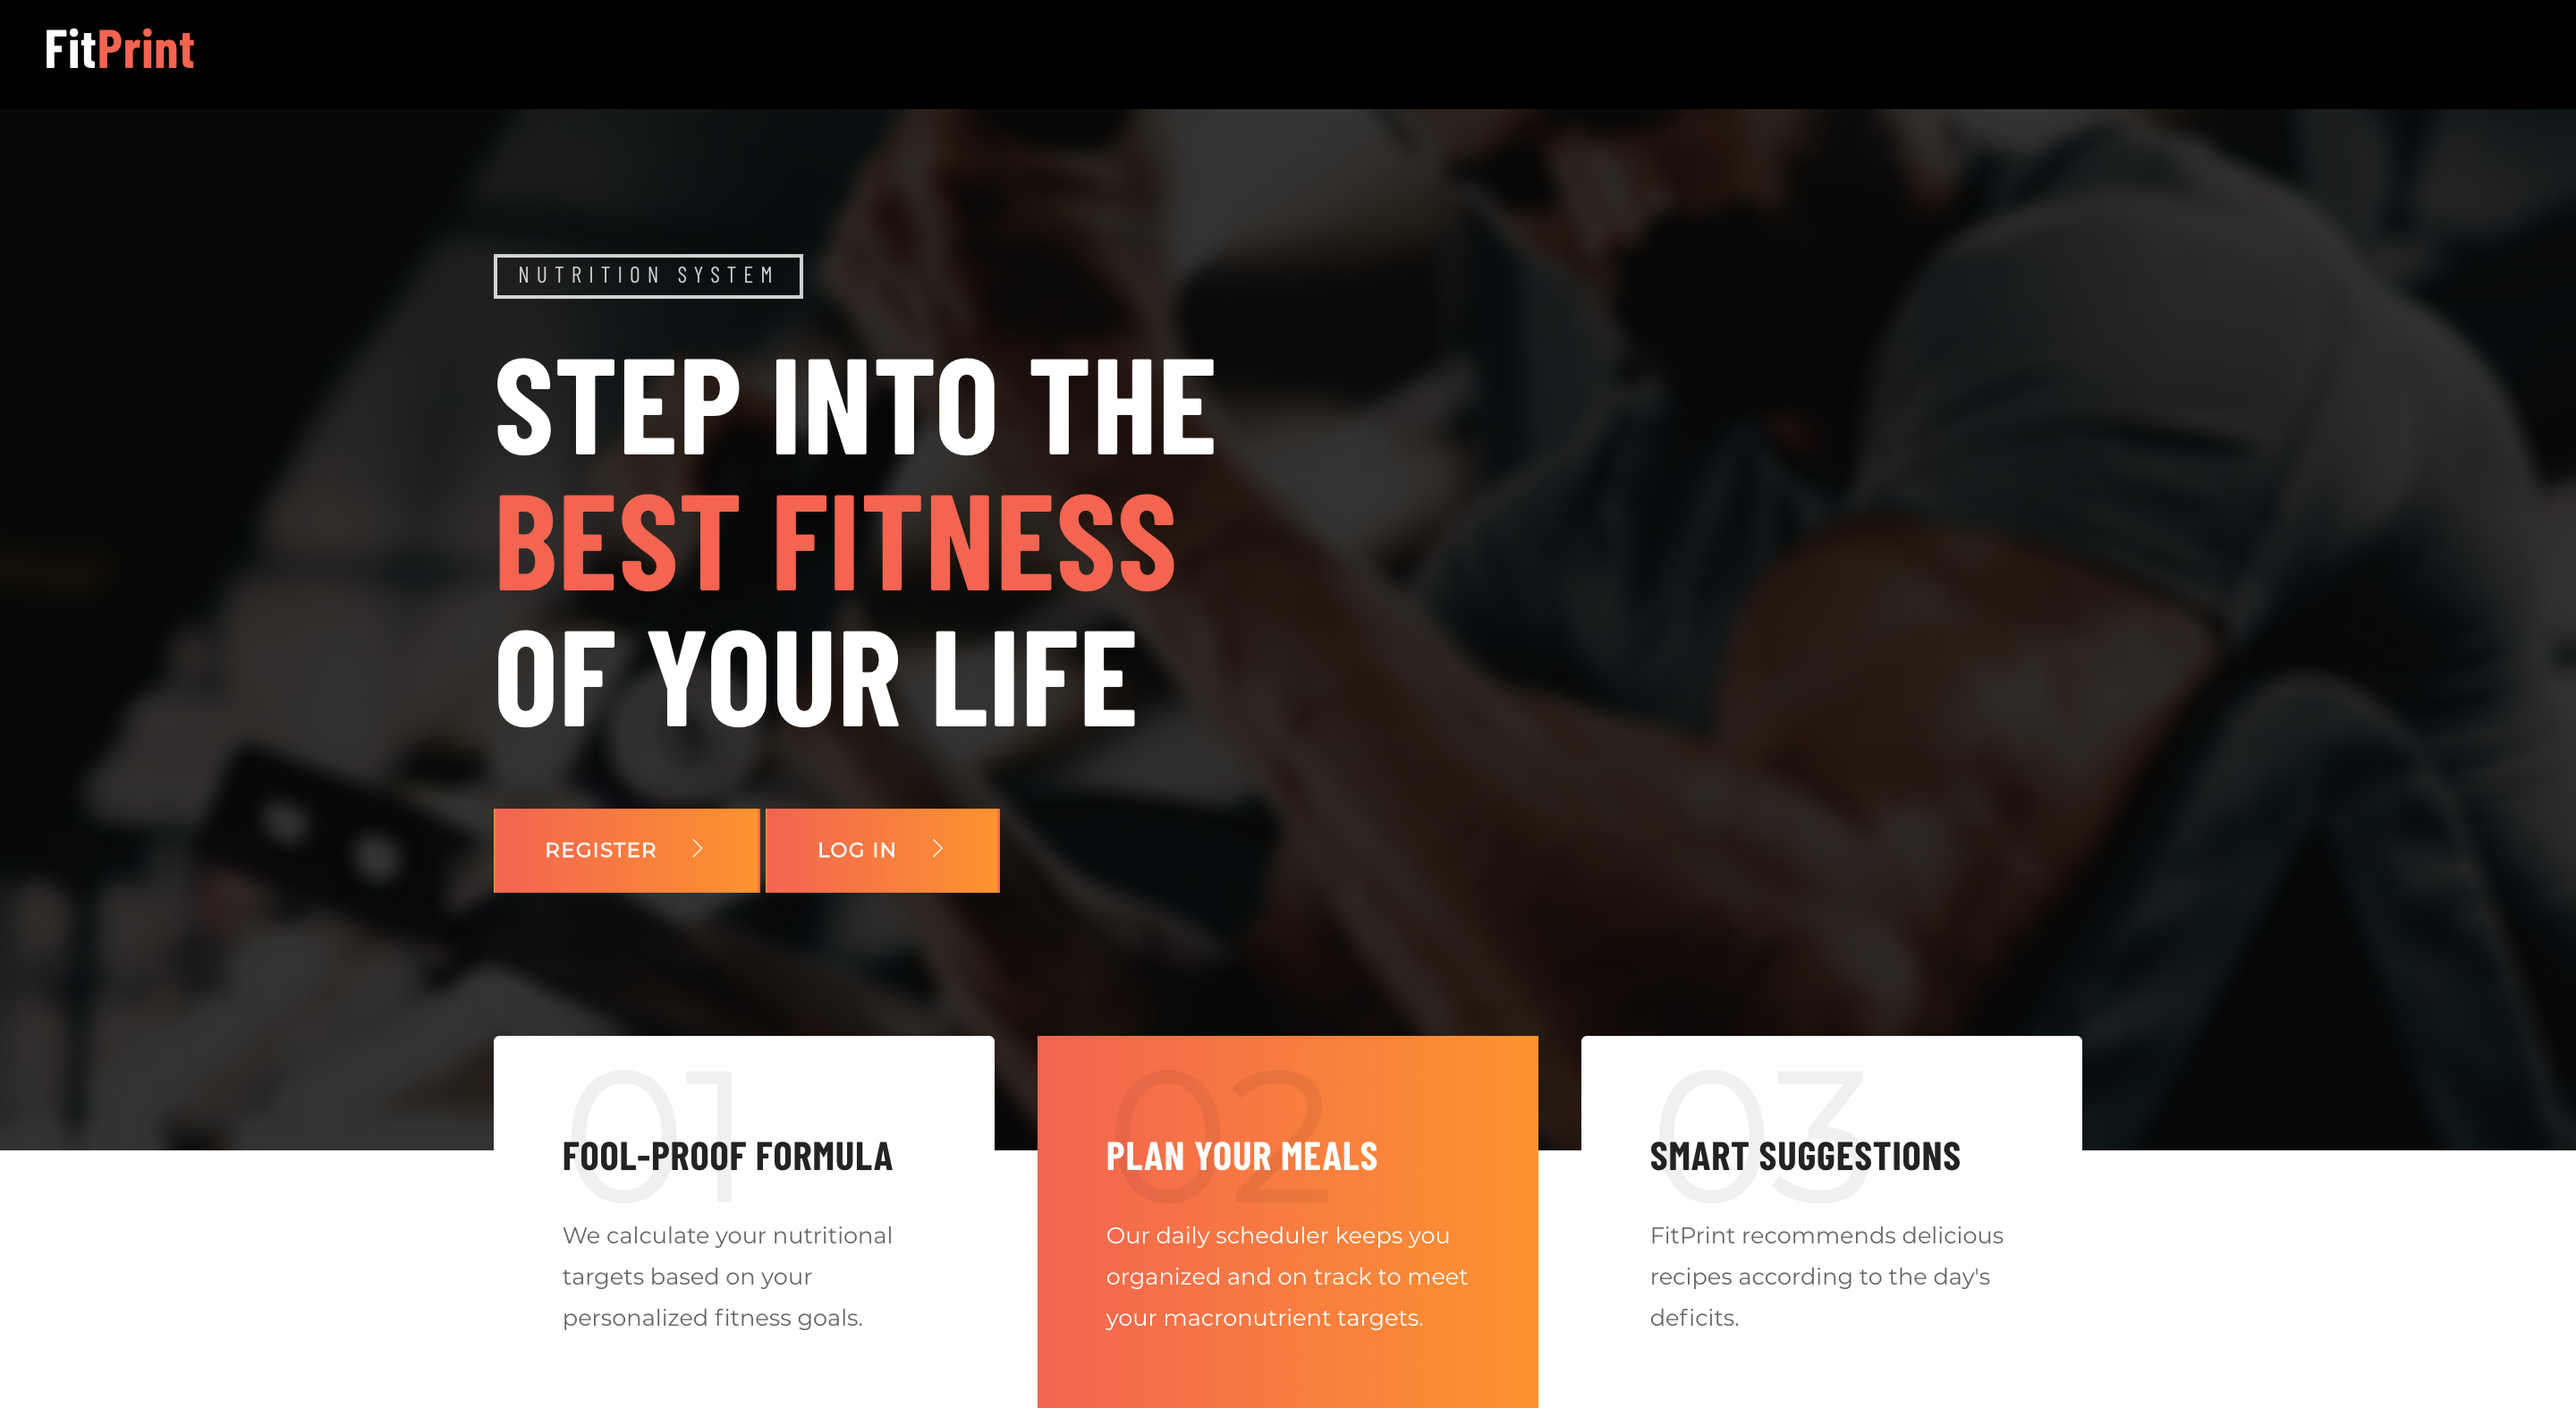 FitPrint
NUTRITION SYSTEM
STEP INTO THE
BEST FITNESS
OF YOUR LIFE
REGISTER
LOG IN
01
FOOL-PROOF FORMULA
We calculate your nutritional
targets based on your
personalized fitness goals.
02
PLAN YOUR MEALS
Our daily scheduler keeps you
organized and on track to meet
your macronutrient targets.
03
SMART SUGGESTIONS
FitPrint recommends delicious
recipes according to the day's
deficits.